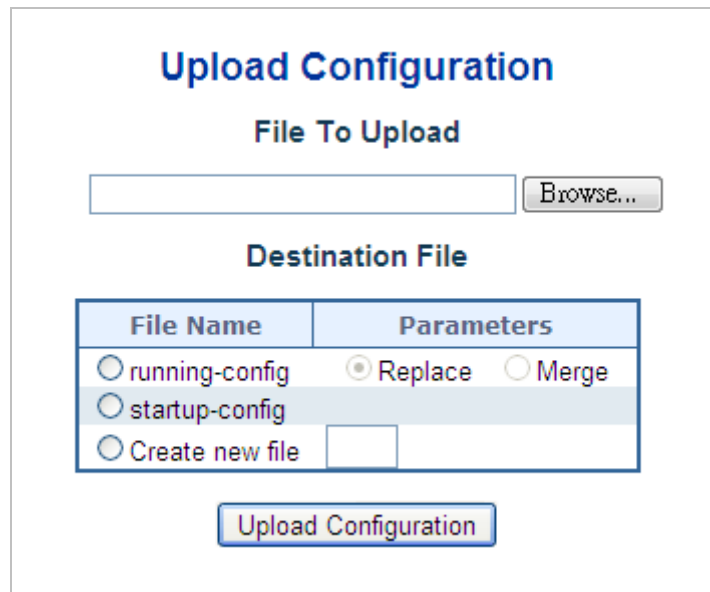 Upload Configuration
File To Upload
Browse...
Destination File
File Name Parameters
running-config Replace Merge
startup-config
Create new file
Upload Configuration